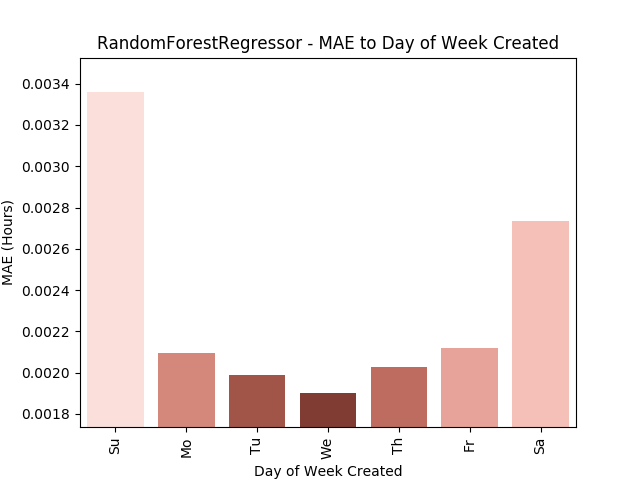 RandomForestRegressor - MAE to Day of Week Created
MAE (Hours)
0.0034
0.0032
0.0030
0.0028
0.0026
0.0024
0.0022
0.0020
0.0018
Su
Mo
Tu
We
Th
Fr
Sa
Day of Week Created